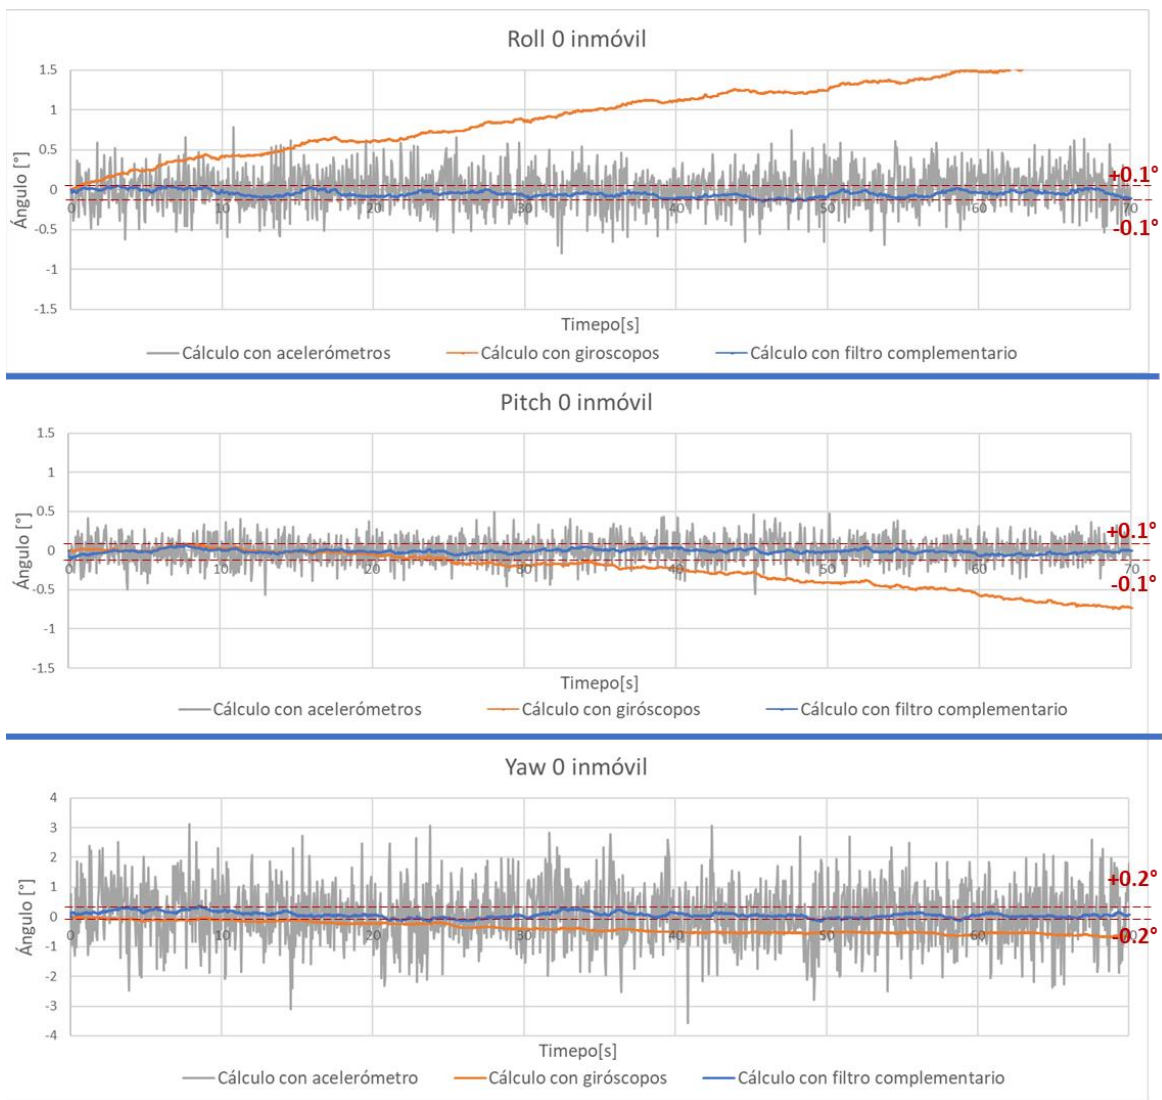 Roll 0 inmóvil
1.5
1
0.5
0
-0.5
-1
-1.5
Ángulo [°]
0 10 20 30 40 50 60 70
+0.1°
-0.1°
Timepo[s]
Cálculo con acelerómetros Cálculo con giroscopos Cálculo con filtro complementario
Pitch 0 inmóvil
1.5
1
0.5
0
-0.5
-1
-1.5
Ángulo [°]
0 10 20 30 40 50 60 70
+0.1°
-0.1°
Timepo[s]
Cálculo con acelerómetros Cálculo con giróscopos Cálculo con filtro complementario
Yaw 0 inmóvil
4
3
2
1
0
-1
-2
-3
-4
Ángulo [°]
0 10 20 30 40 50 60 70
+0.2°
-0.2°
Timepo[s]
Cálculo con acelerómetro Cálculo con giróscopos Cálculo con filtro complementario